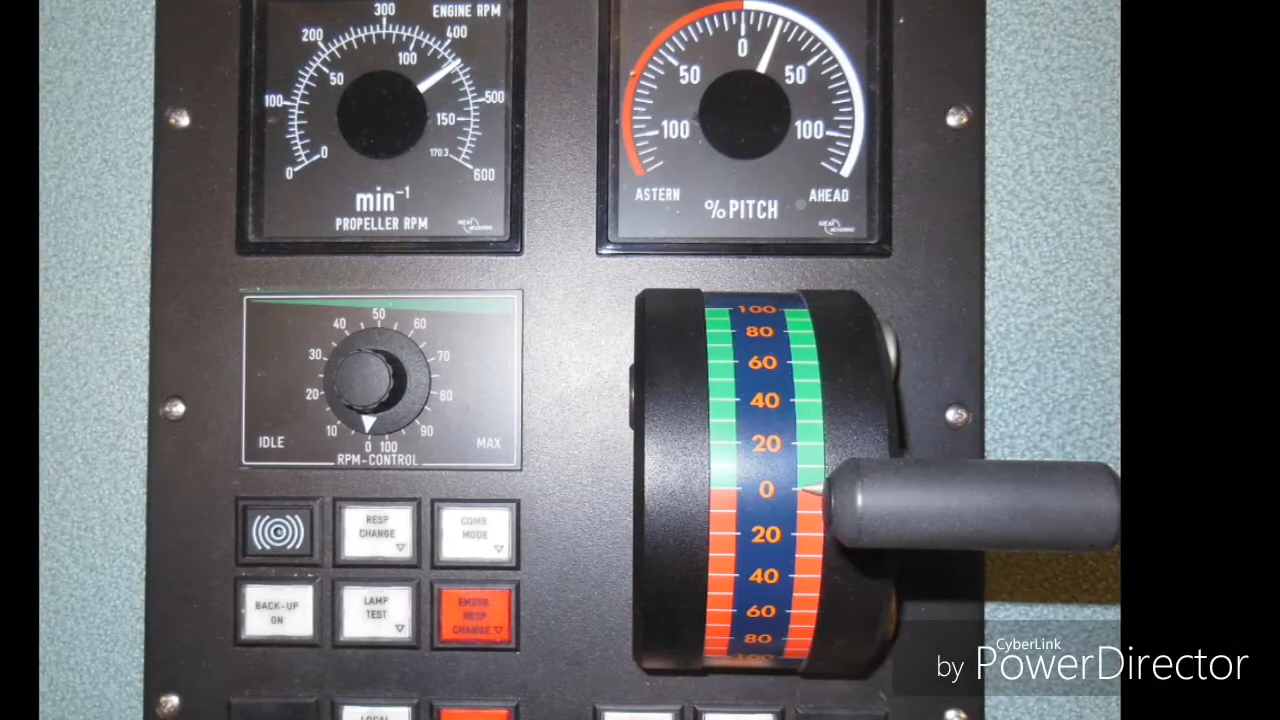 ENGINE RPM
300
200
400
100
50
100
500
150
170.3
0
0
600
min⁻¹
PROPELLER RPM
0
50
50
100
100
ASTERN
AHEAD
% PITCH
50
40
60
30
70
20
80
10
90
0
100
IDLE
MAX
RPM-CONTROL
100
80
60
40
20
0
20
40
60
80
100
RESP
CHANGE
COMB.
MODE
BACK-UP
ON
LAMP
TEST
EMERG.
RESP
CHANGE
LOCAL
by CyberLink
PowerDirector